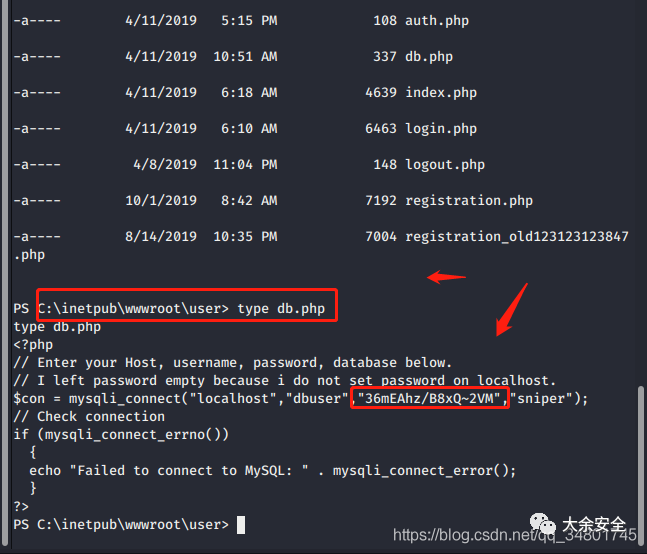 -a---- 4/11/2019 5:15 PM 108 auth.php
-a---- 4/11/2019 10:51 AM 337 db.php
-a---- 4/11/2019 6:18 AM 4639 index.php
-a---- 4/11/2019 6:10 AM 6463 login.php
-a---- 4/8/2019 11:04 PM 148 logout.php
-a---- 10/1/2019 8:42 AM 7192 registration.php
-a---- 8/14/2019 10:35 PM 7004 registration_old123123123847
.php
PS C:\inetpub\wwwroot\user> type db.php
type db.php
<?php
// Enter your Host, username, password, database below.
// I left password empty because i do not set password on localhost.
$con = mysqli_connect("localhost","dbuser","36mEAhz/B8xQ~2VM","sniper");
// Check connection
if (mysqli_connect_errno())
{
echo "Failed to connect to MySQL: " . mysqli_connect_error();
}
?>
PS C:\inetpub\wwwroot\user>
大余安全
https://blog.csdn.net/qq_34801745